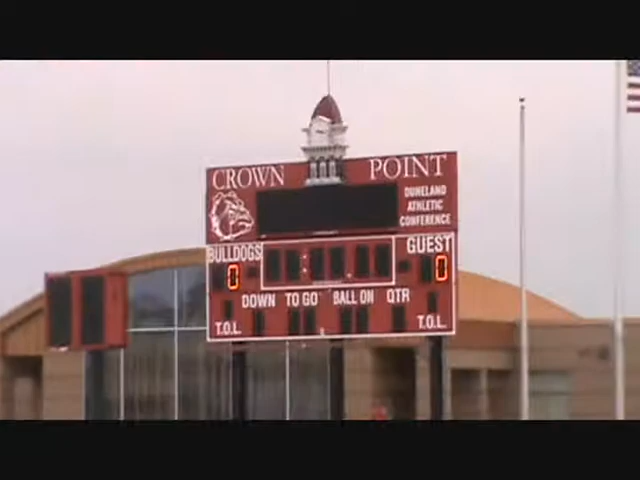 CROWN POINT
DUNELAND
ATHLETIC
CONFERENCE
BULLDOGS GUEST
0 0
DOWN TO GO BALL ON QTR
T.O.L. T.O.L.